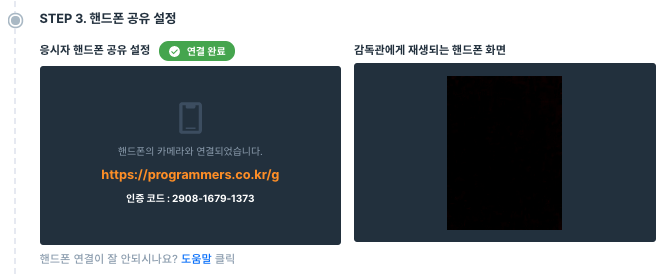 STEP 3. 핸드폰 공유 설정
응시자 핸드폰 공유 설정 연결 완료
핸드폰의 카메라와 연결되었습니다.
https://programmers.co.kr/g
인증 코드 : 2908-1679-1373
핸드폰 연결이 잘 안되시나요? 도움말 클릭
감독관에게 재생되는 핸드폰 화면